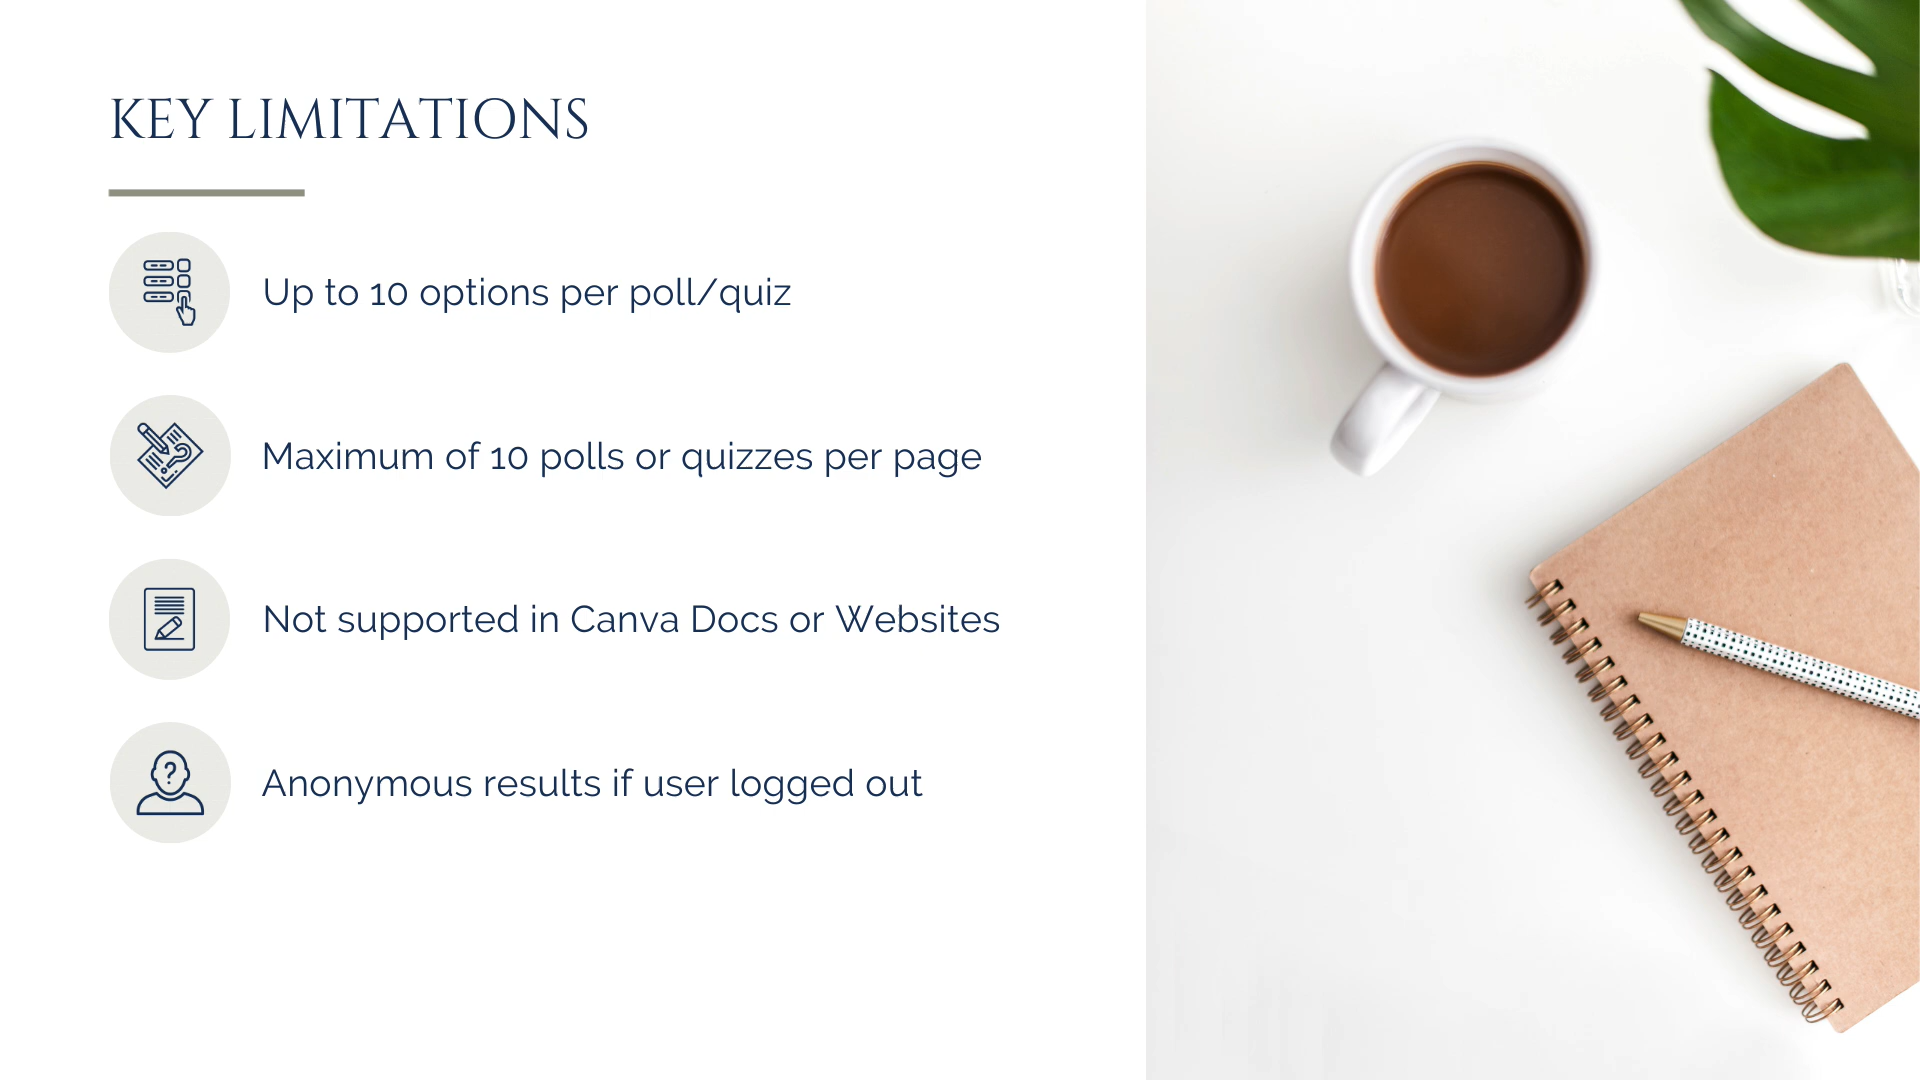 KEY LIMITATIONS
Up to 10 options per poll/quiz
Maximum of 10 polls or quizzes per page
Not supported in Canva Docs or Websites
Anonymous results if user logged out